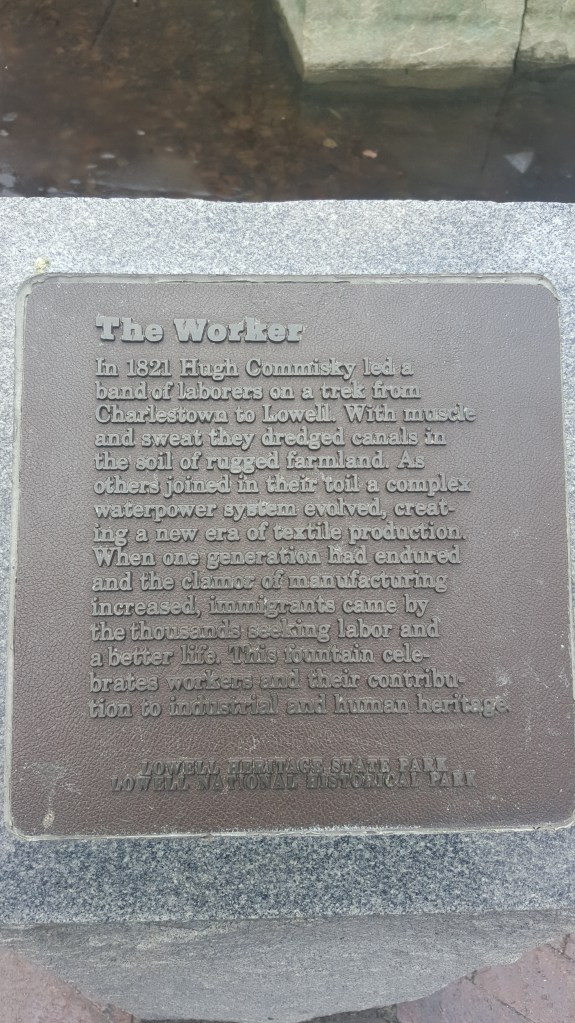 The Worker
In 1821 Hugh Commisky led a
band of laborers on a trek from
Charlestown to Lowell. With muscle
and sweat they dredged canals in
the soil of rugged farmland. As
others joined in their toil a complex
waterpower system evolved, creat-
ing a new era of textile production.
When one generation had endured
and the clamor of manufacturing
increased, immigrants came by
the thousands seeking labor and
a better life. This fountain cele-
brates workers and their contribu-
tion to industrial and human heritage.
LOWELL HERITAGE STATE PARK
LOWELL NATIONAL HISTORICAL PARK